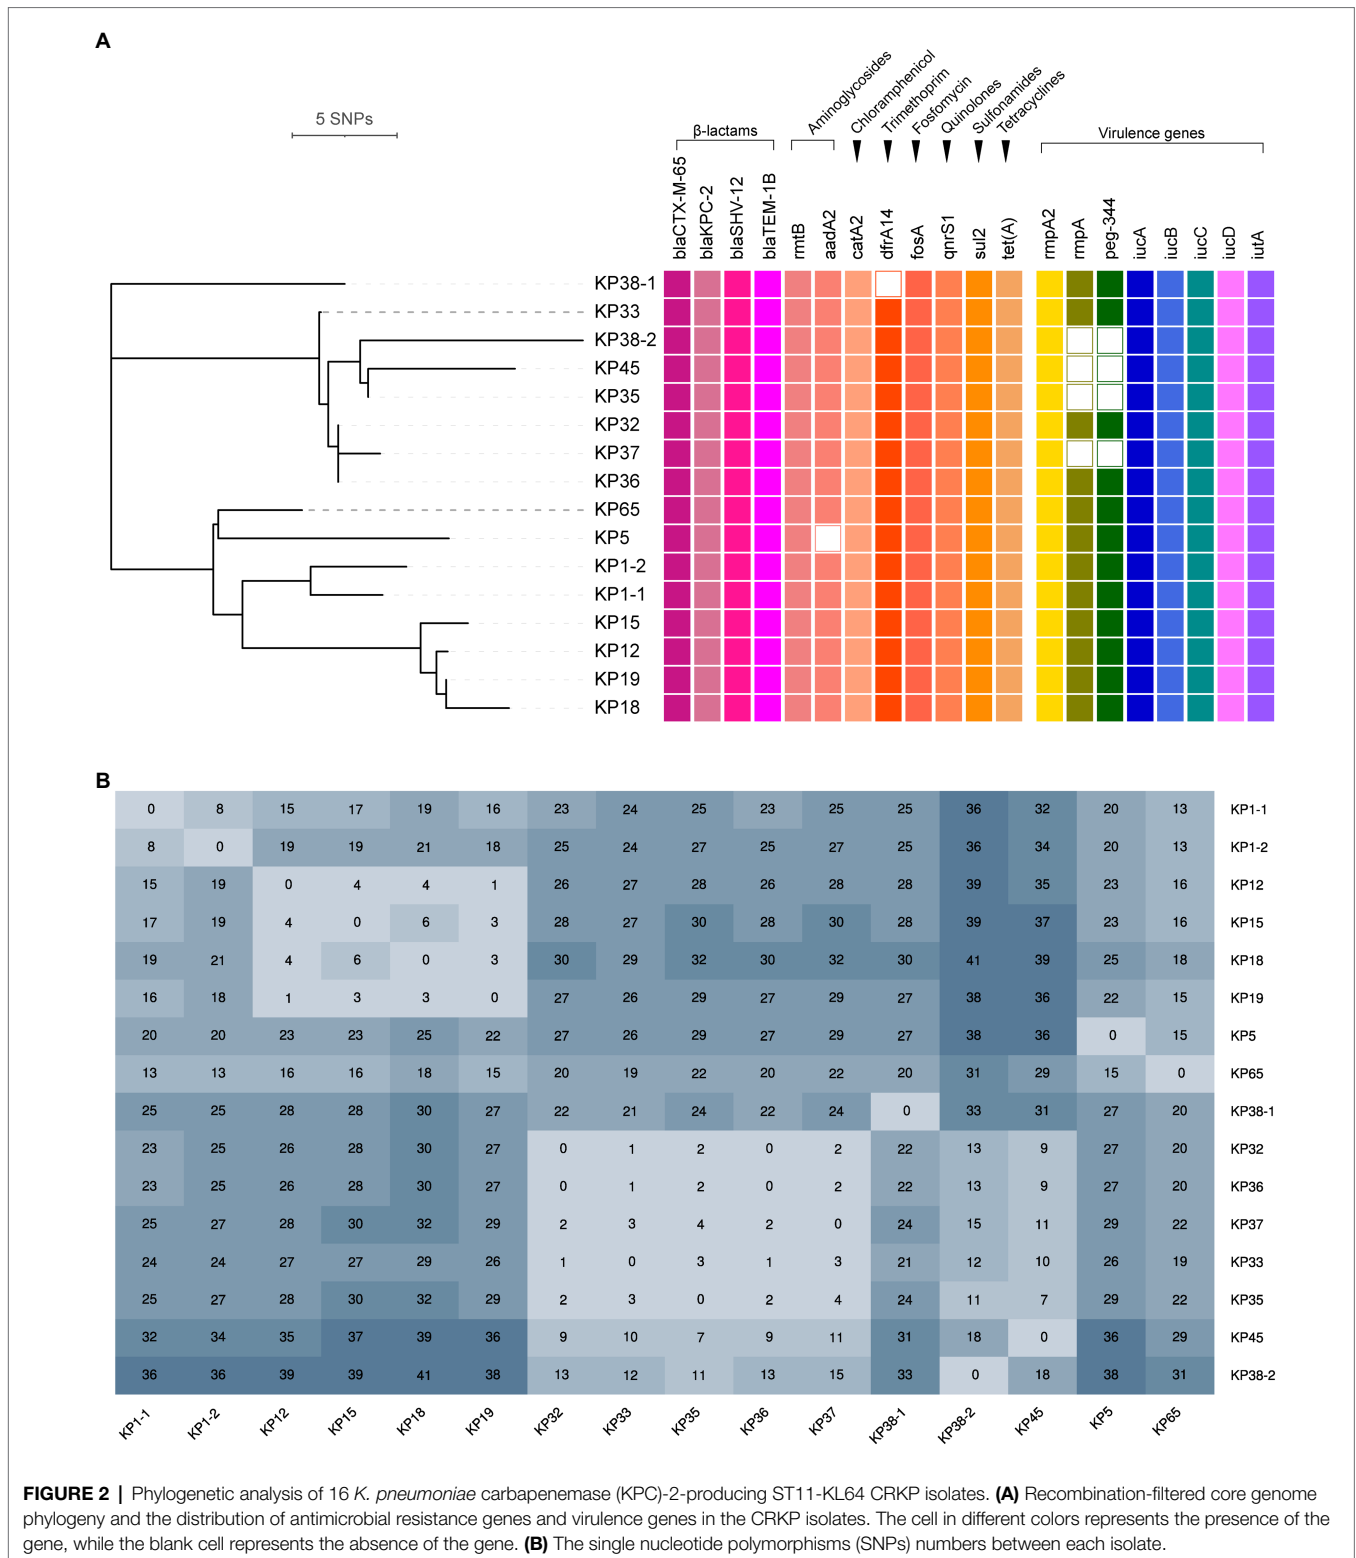 A
5 SNPs
β-lactams
Aminoglycosides
Chloramphenicol
Trimethoprim
Fosfomycin
Quinolones
Sulfonamides
Tetracyclines
Virulence genes
blaCTX-M-65
blaKPC-2
blaSHV-12
blaTEM-1B
rmtB
aadA2
catA2
dfrA14
fosA
qnrS1
sul2
tet(A)
rmpA2
rmpA
peg-344
iucA
iucB
iucC
iucD
iutA
KP38-1
KP33
KP38-2
KP45
KP35
KP32
KP37
KP36
KP65
KP5
KP1-2
KP1-1
KP15
KP12
KP19
KP18
B
0 8 15 17 19 16 23 24 25 23 25 25 36 32 20 13 KP1-1
8 0 19 19 21 18 25 24 27 25 27 25 36 34 20 13 KP1-2
15 19 0 4 4 1 26 27 28 26 28 28 39 35 23 16 KP12
17 19 4 0 6 3 28 27 30 28 30 28 39 37 23 16 KP15
19 21 4 6 0 3 30 29 32 30 32 30 41 39 25 18 KP18
16 18 1 3 3 0 27 26 29 27 29 27 38 36 22 15 KP19
20 20 23 23 25 22 27 26 29 27 29 27 38 36 0 15 KP5
13 13 16 16 18 15 20 19 22 20 22 20 31 29 15 0 KP65
25 25 28 28 30 27 22 21 24 22 24 0 33 31 27 20 KP38-1
23 25 26 28 30 27 0 1 2 0 2 22 13 9 27 20 KP32
23 25 26 28 30 27 0 1 2 0 2 22 13 9 27 20 KP36
25 27 28 30 32 29 2 3 4 2 0 24 15 11 29 22 KP37
24 24 27 27 29 26 1 0 3 1 3 21 12 10 26 19 KP33
25 27 28 30 32 29 2 3 0 2 4 24 11 7 29 22 KP35
32 34 35 37 39 36 9 10 7 9 11 31 18 0 36 29 KP45
36 36 39 39 41 38 13 12 11 13 15 33 0 18 38 31 KP38-2
KP1-1 KP1-2 KP12 KP15 KP18 KP19 KP32 KP33 KP35 KP36 KP37 KP38-1 KP38-2 KP45 KP5 KP65
FIGURE 2 | Phylogenetic analysis of 16 K. pneumoniae carbapenemase (KPC)-2-producing ST11-KL64 CRKP isolates. (A) Recombination-filtered core genome
phylogeny and the distribution of antimicrobial resistance genes and virulence genes in the CRKP isolates. The cell in different colors represents the presence of the
gene, while the blank cell represents the absence of the gene. (B) The single nucleotide polymorphisms (SNPs) numbers between each isolate.